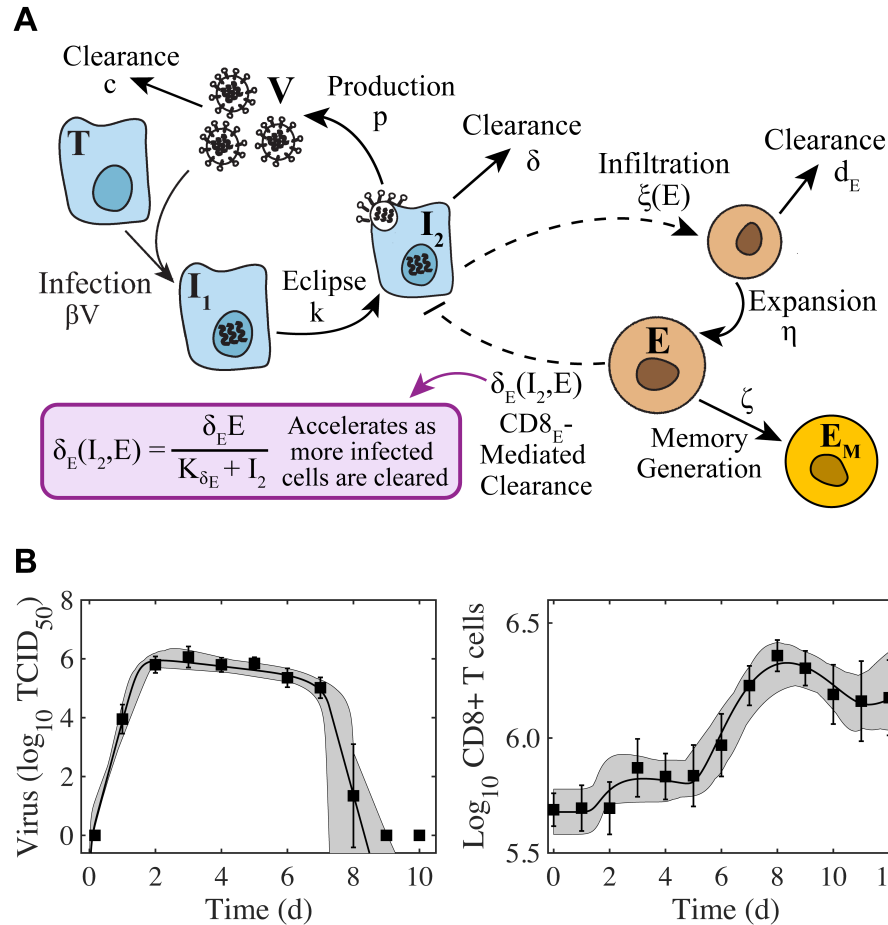 A
Clearance
c
V
Production
p
T
Clearance
δ
Infiltration
ξ(E)
Clearance
d_E
I_2
Infection
βV
I_1
Eclipse
k
Expansion
η
E
δ_E(I_2,E)
CD8_E-
Mediated
Clearance
ζ
Memory
Generation
E_M
δ_E(I_2,E) = δ_E E / K_δ_E + I_2
Accelerates as
more infected
cells are cleared
B
Virus (log_10 TCID_50)
8
6
4
2
0
0 2 4 6 8 10
Time (d)
Log_10 CD8+ T cells
6.5
6.0
5.5
0 2 4 6 8 10
Time (d)